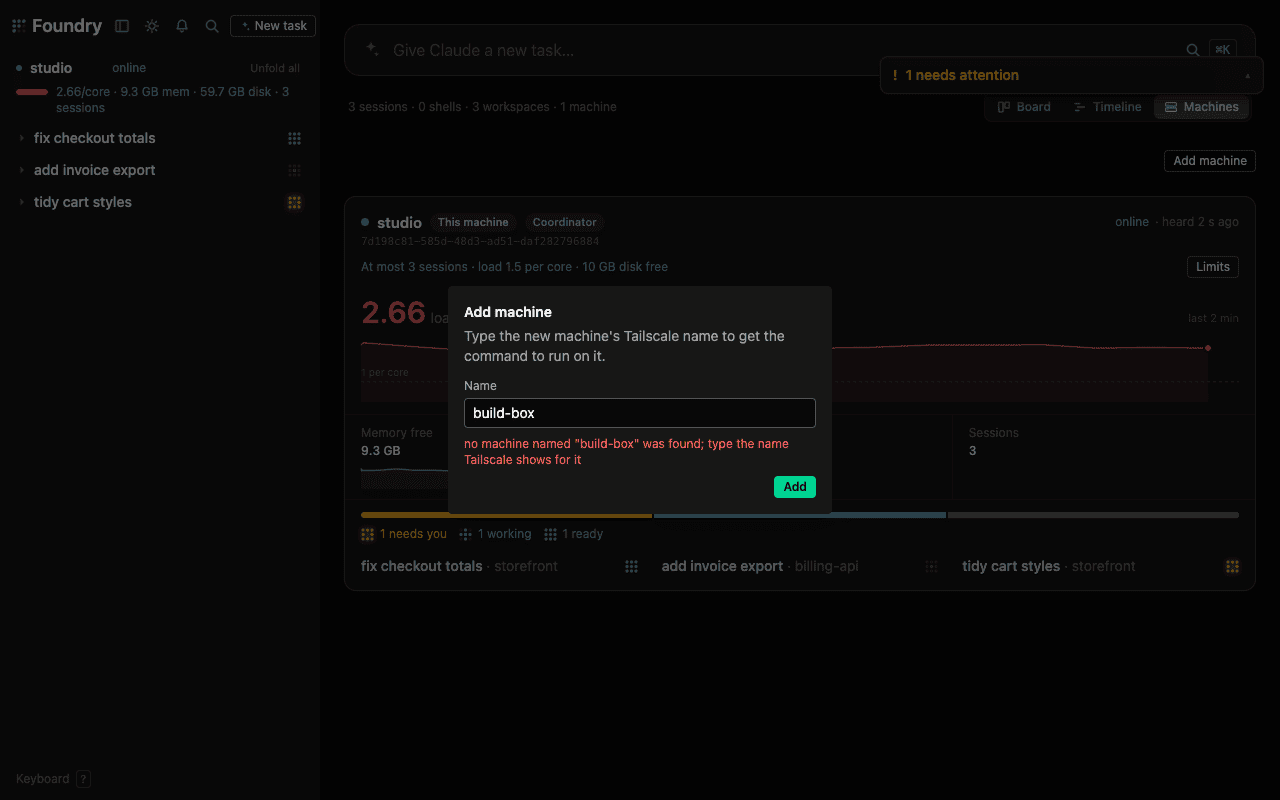 Foundry
New task
Give Claude a new task...
⌘K
! 1 needs attention
studio online Unfold all
2.66/core · 9.3 GB mem · 59.7 GB disk · 3
sessions
fix checkout totals
add invoice export
tidy cart styles
3 sessions · 0 shells · 3 workspaces · 1 machine
Board Timeline Machines
Add machine
studio This machine Coordinator
online · heard 2 s ago
7d198c81-585d-48d3-ad51-daf282796884
At most 3 sessions · load 1.5 per core · 10 GB disk free
Limits
2.66 loa
last 2 min
1 per core
Add machine
Type the new machine's Tailscale name to get the
command to run on it.
Name
build-box
no machine named "build-box" was found; type the name
Tailscale shows for it
Add
Memory free
9.3 GB
Sessions
3
1 needs you 1 working 1 ready
fix checkout totals · storefront
add invoice export · billing-api
tidy cart styles · storefront
Keyboard ?